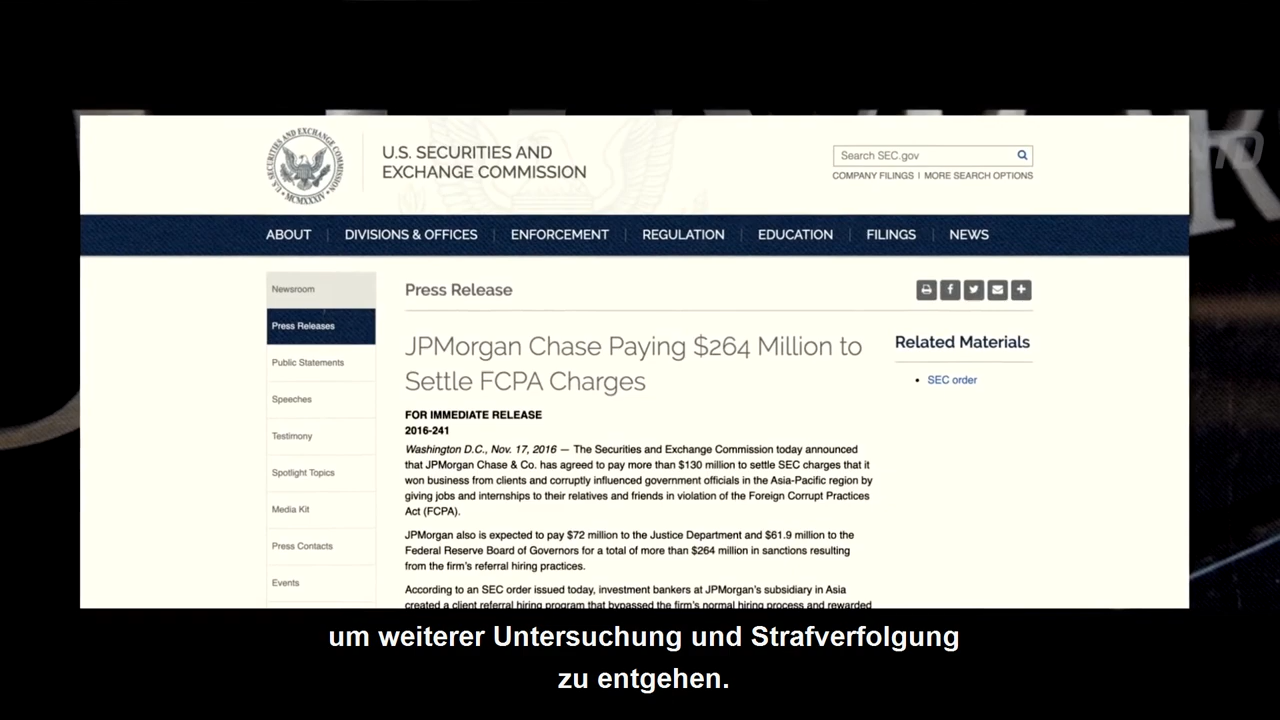 U.S. SECURITIES AND EXCHANGE COMMISSION
MCMXXXIV
U.S. SECURITIES AND
EXCHANGE COMMISSION
Search SEC.gov
COMPANY FILINGS | MORE SEARCH OPTIONS
ABOUT | DIVISIONS & OFFICES | ENFORCEMENT | REGULATION | EDUCATION | FILINGS | NEWS
Newsroom
Press Releases
Public Statements
Speeches
Testimony
Spotlight Topics
Media Kit
Press Contacts
Events
Press Release
JPMorgan Chase Paying $264 Million to
Settle FCPA Charges
FOR IMMEDIATE RELEASE
2016-241
Washington D.C., Nov. 17, 2016 — The Securities and Exchange Commission today announced
that JPMorgan Chase & Co. has agreed to pay more than $130 million to settle SEC charges that it
won business from clients and corruptly influenced government officials in the Asia-Pacific region by
giving jobs and internships to their relatives and friends in violation of the Foreign Corrupt Practices
Act (FCPA).
JPMorgan also is expected to pay $72 million to the Justice Department and $61.9 million to the
Federal Reserve Board of Governors for a total of more than $264 million in sanctions resulting
from the firm's referral hiring practices.
According to an SEC order issued today, investment bankers at JPMorgan's subsidiary in Asia
created a client referral hiring program that bypassed the firm's normal hiring process and rewarded
Related Materials
• SEC order
um weiterer Untersuchung und Strafverfolgung
zu entgehen.